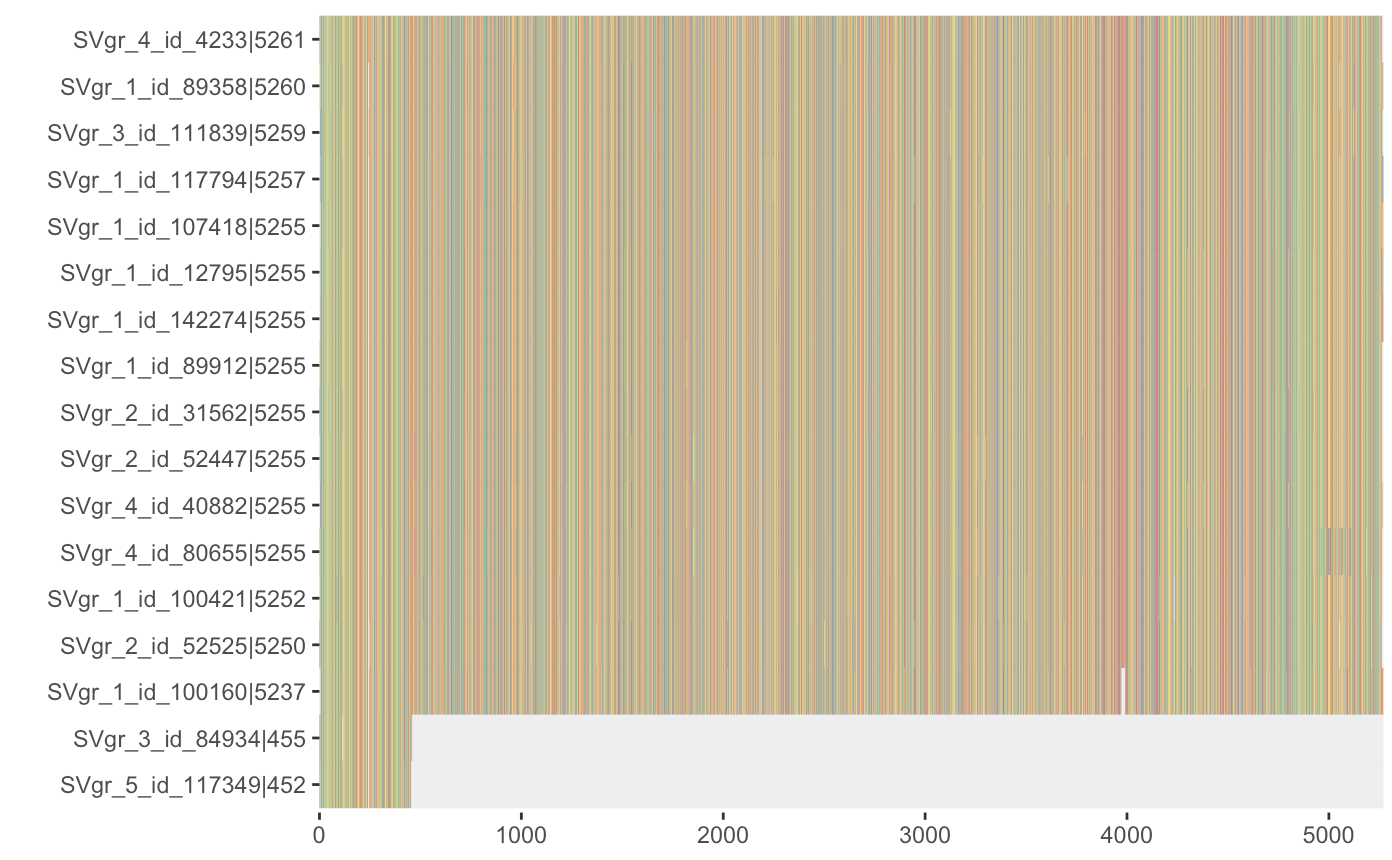 SVgr_4_id_4233|5261
SVgr_1_id_89358|5260
SVgr_3_id_111839|5259
SVgr_1_id_117794|5257
SVgr_1_id_107418|5255
SVgr_1_id_12795|5255
SVgr_1_id_142274|5255
SVgr_1_id_89912|5255
SVgr_2_id_31562|5255
SVgr_2_id_52447|5255
SVgr_4_id_40882|5255
SVgr_4_id_80655|5255
SVgr_1_id_100421|5252
SVgr_2_id_52525|5250
SVgr_1_id_100160|5237
SVgr_3_id_84934|455
SVgr_5_id_117349|452
0 1000 2000 3000 4000 5000